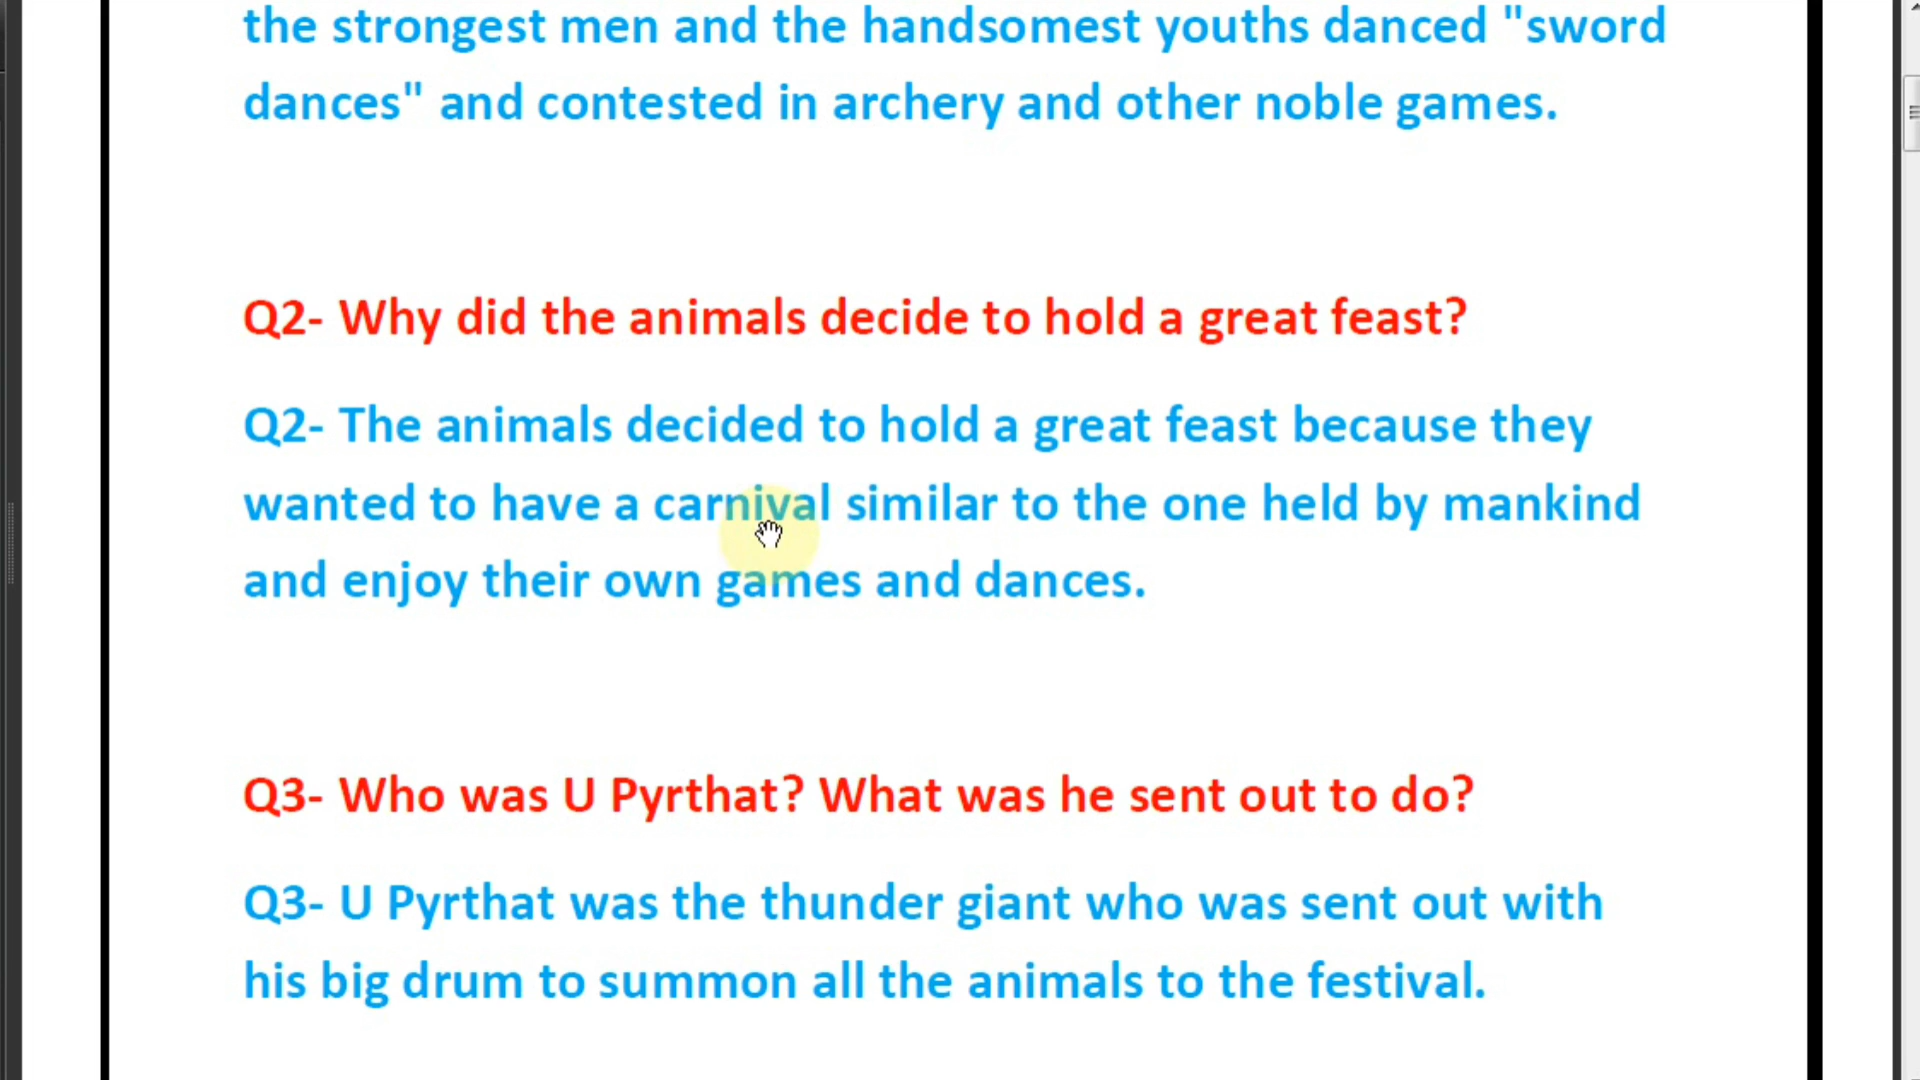 the strongest men and the handsomest youths danced "sword
dances" and contested in archery and other noble games.
Q2- Why did the animals decide to hold a great feast?
Q2- The animals decided to hold a great feast because they
wanted to have a carnival similar to the one held by mankind
and enjoy their own games and dances.
Q3- Who was U Pyrthat? What was he sent out to do?
Q3- U Pyrthat was the thunder giant who was sent out with
his big drum to summon all the animals to the festival.